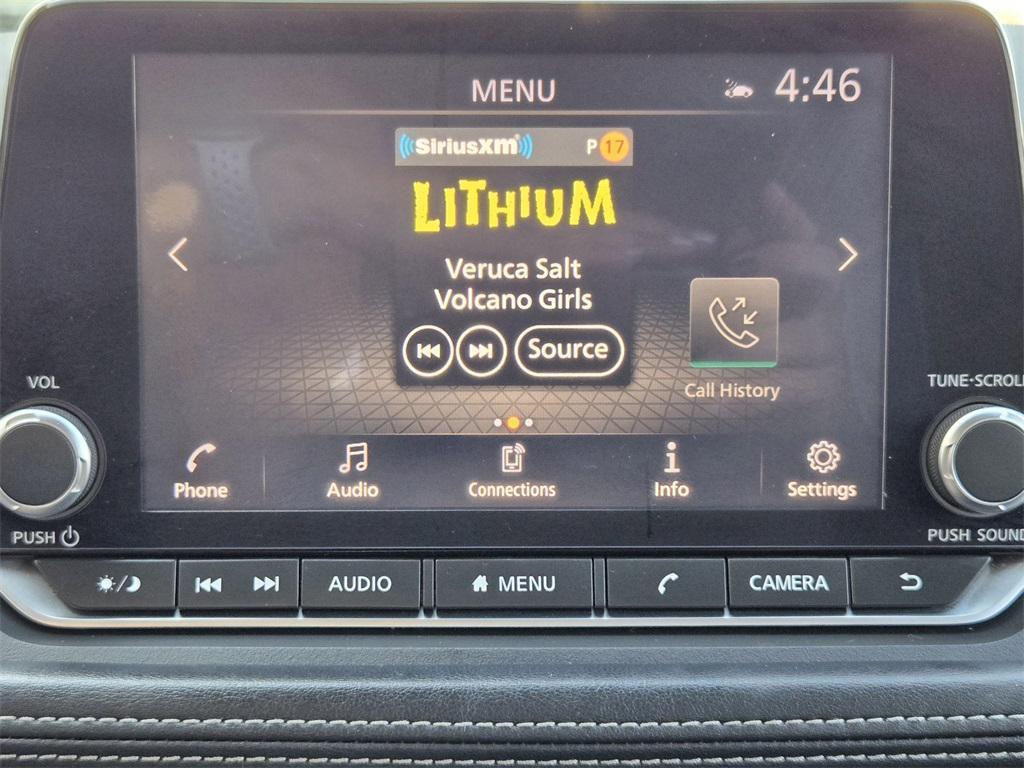 MENU
4:46
SiriusXM P 17
LITHIUM
Veruca Salt
Volcano Girls
Source
Call History
VOL
TUNE·SCROLL
Phone
Audio
Connections
Info
Settings
PUSH
PUSH SOUND
AUDIO
MENU
CAMERA